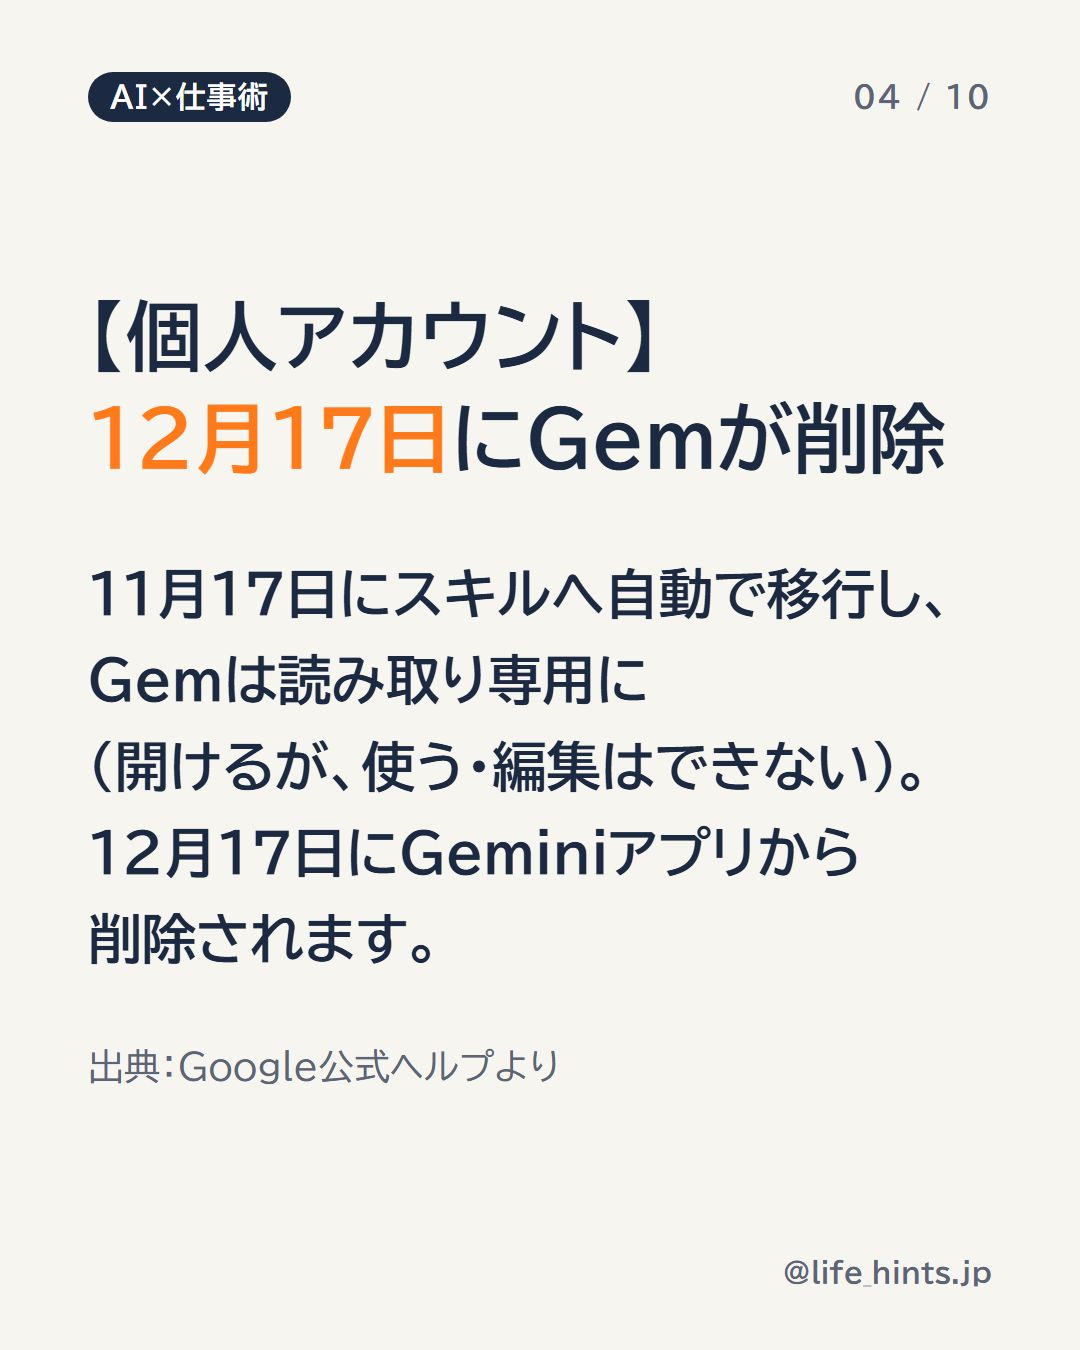 AI×仕事術
04 / 10
【個人アカウント】
12月17日にGemが削除
11月17日にスキルへ自動で移行し、
Gemは読み取り専用に
（開けるが、使う・編集はできない）。
12月17日にGeminiアプリから
削除されます。
出典：Google公式ヘルプより
@life_hints.jp